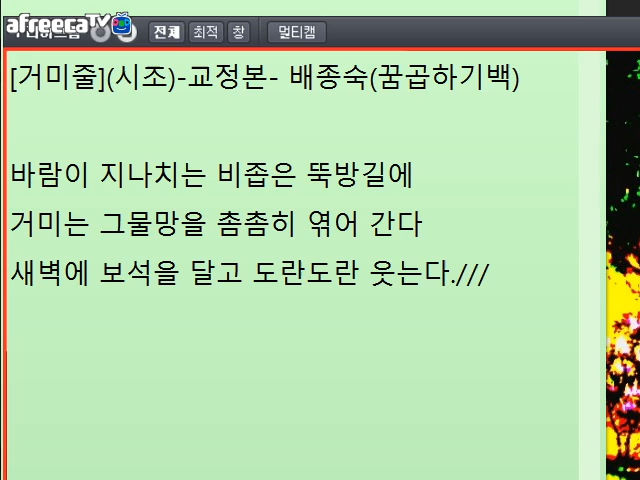 afreecaTV
전체 최적 창 멀티캠
[거미줄](시조)-교정본- 배종숙(꿈곱하기백)
바람이 지나치는 비좁은 뚝방길에
거미는 그물망을 촘촘히 엮어 간다
새벽에 보석을 달고 도란도란 웃는다.///